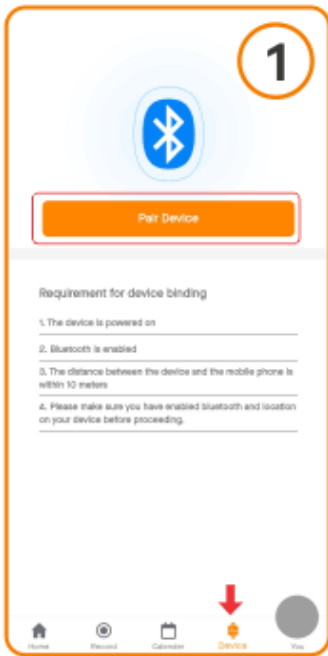 1
Pair Device
Requirement for device binding
1. The device is powered on
2. Bluetooth is enabled
3. The distance between the device and the mobile phone is
within 10 meters
4. Please make sure you have enabled bluetooth and location
on your device before proceeding.
Home Record Calender Device You